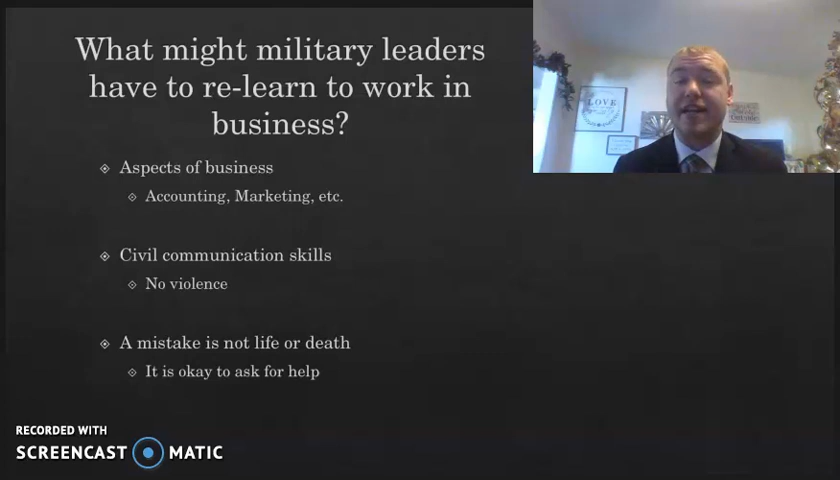 What might military leaders
have to re-learn to work in
business?
Aspects of business
Accounting, Marketing, etc.
Civil communication skills
No violence
A mistake is not life or death
It is okay to ask for help
LOVE
Outside
RECORDED WITH
SCREENCAST MATIC